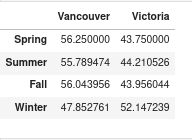 Vancouver Victoria
Spring 56.250000 43.750000
Summer 55.789474 44.210526
Fall 56.043956 43.956044
Winter 47.852761 52.147239